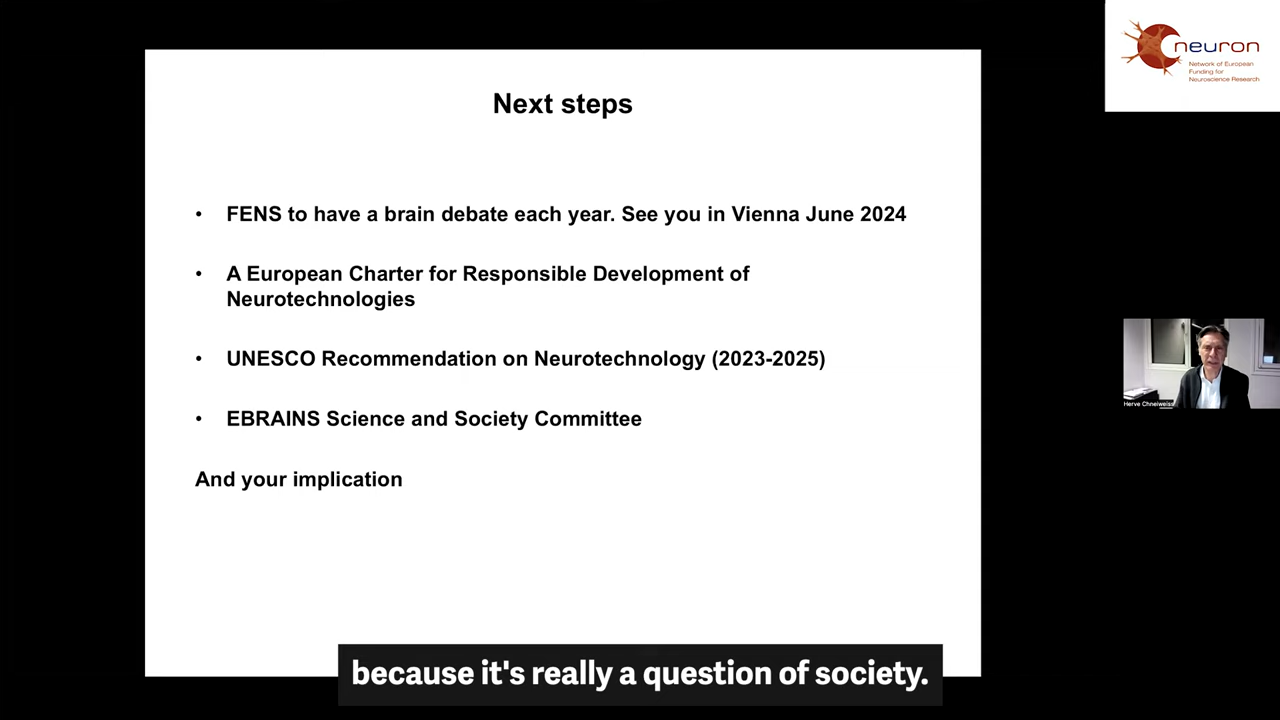 neuron
Network of European
Funding for
Neuroscience Research
Next steps
• FENS to have a brain debate each year. See you in Vienna June 2024
• A European Charter for Responsible Development of
Neurotechnologies
• UNESCO Recommendation on Neurotechnology (2023-2025)
• EBRAINS Science and Society Committee
And your implication
Herve Chneiweiss
because it's really a question of society.